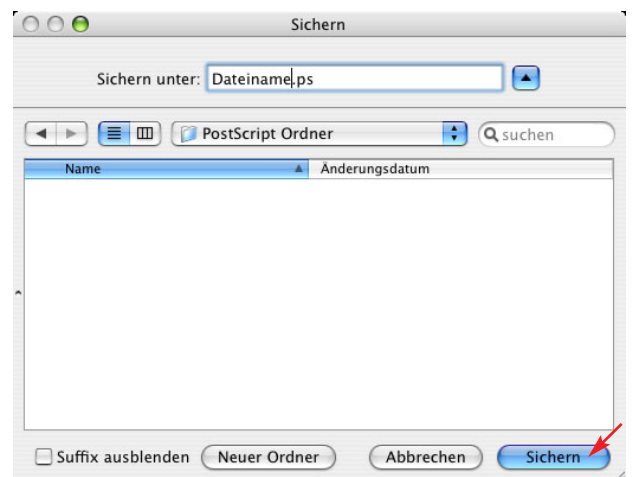 Sichern
Sichern unter: Dateiname.ps
PostScript Ordner suchen
Name Änderungsdatum
Suffix ausblenden Neuer Ordner Abbrechen Sichern